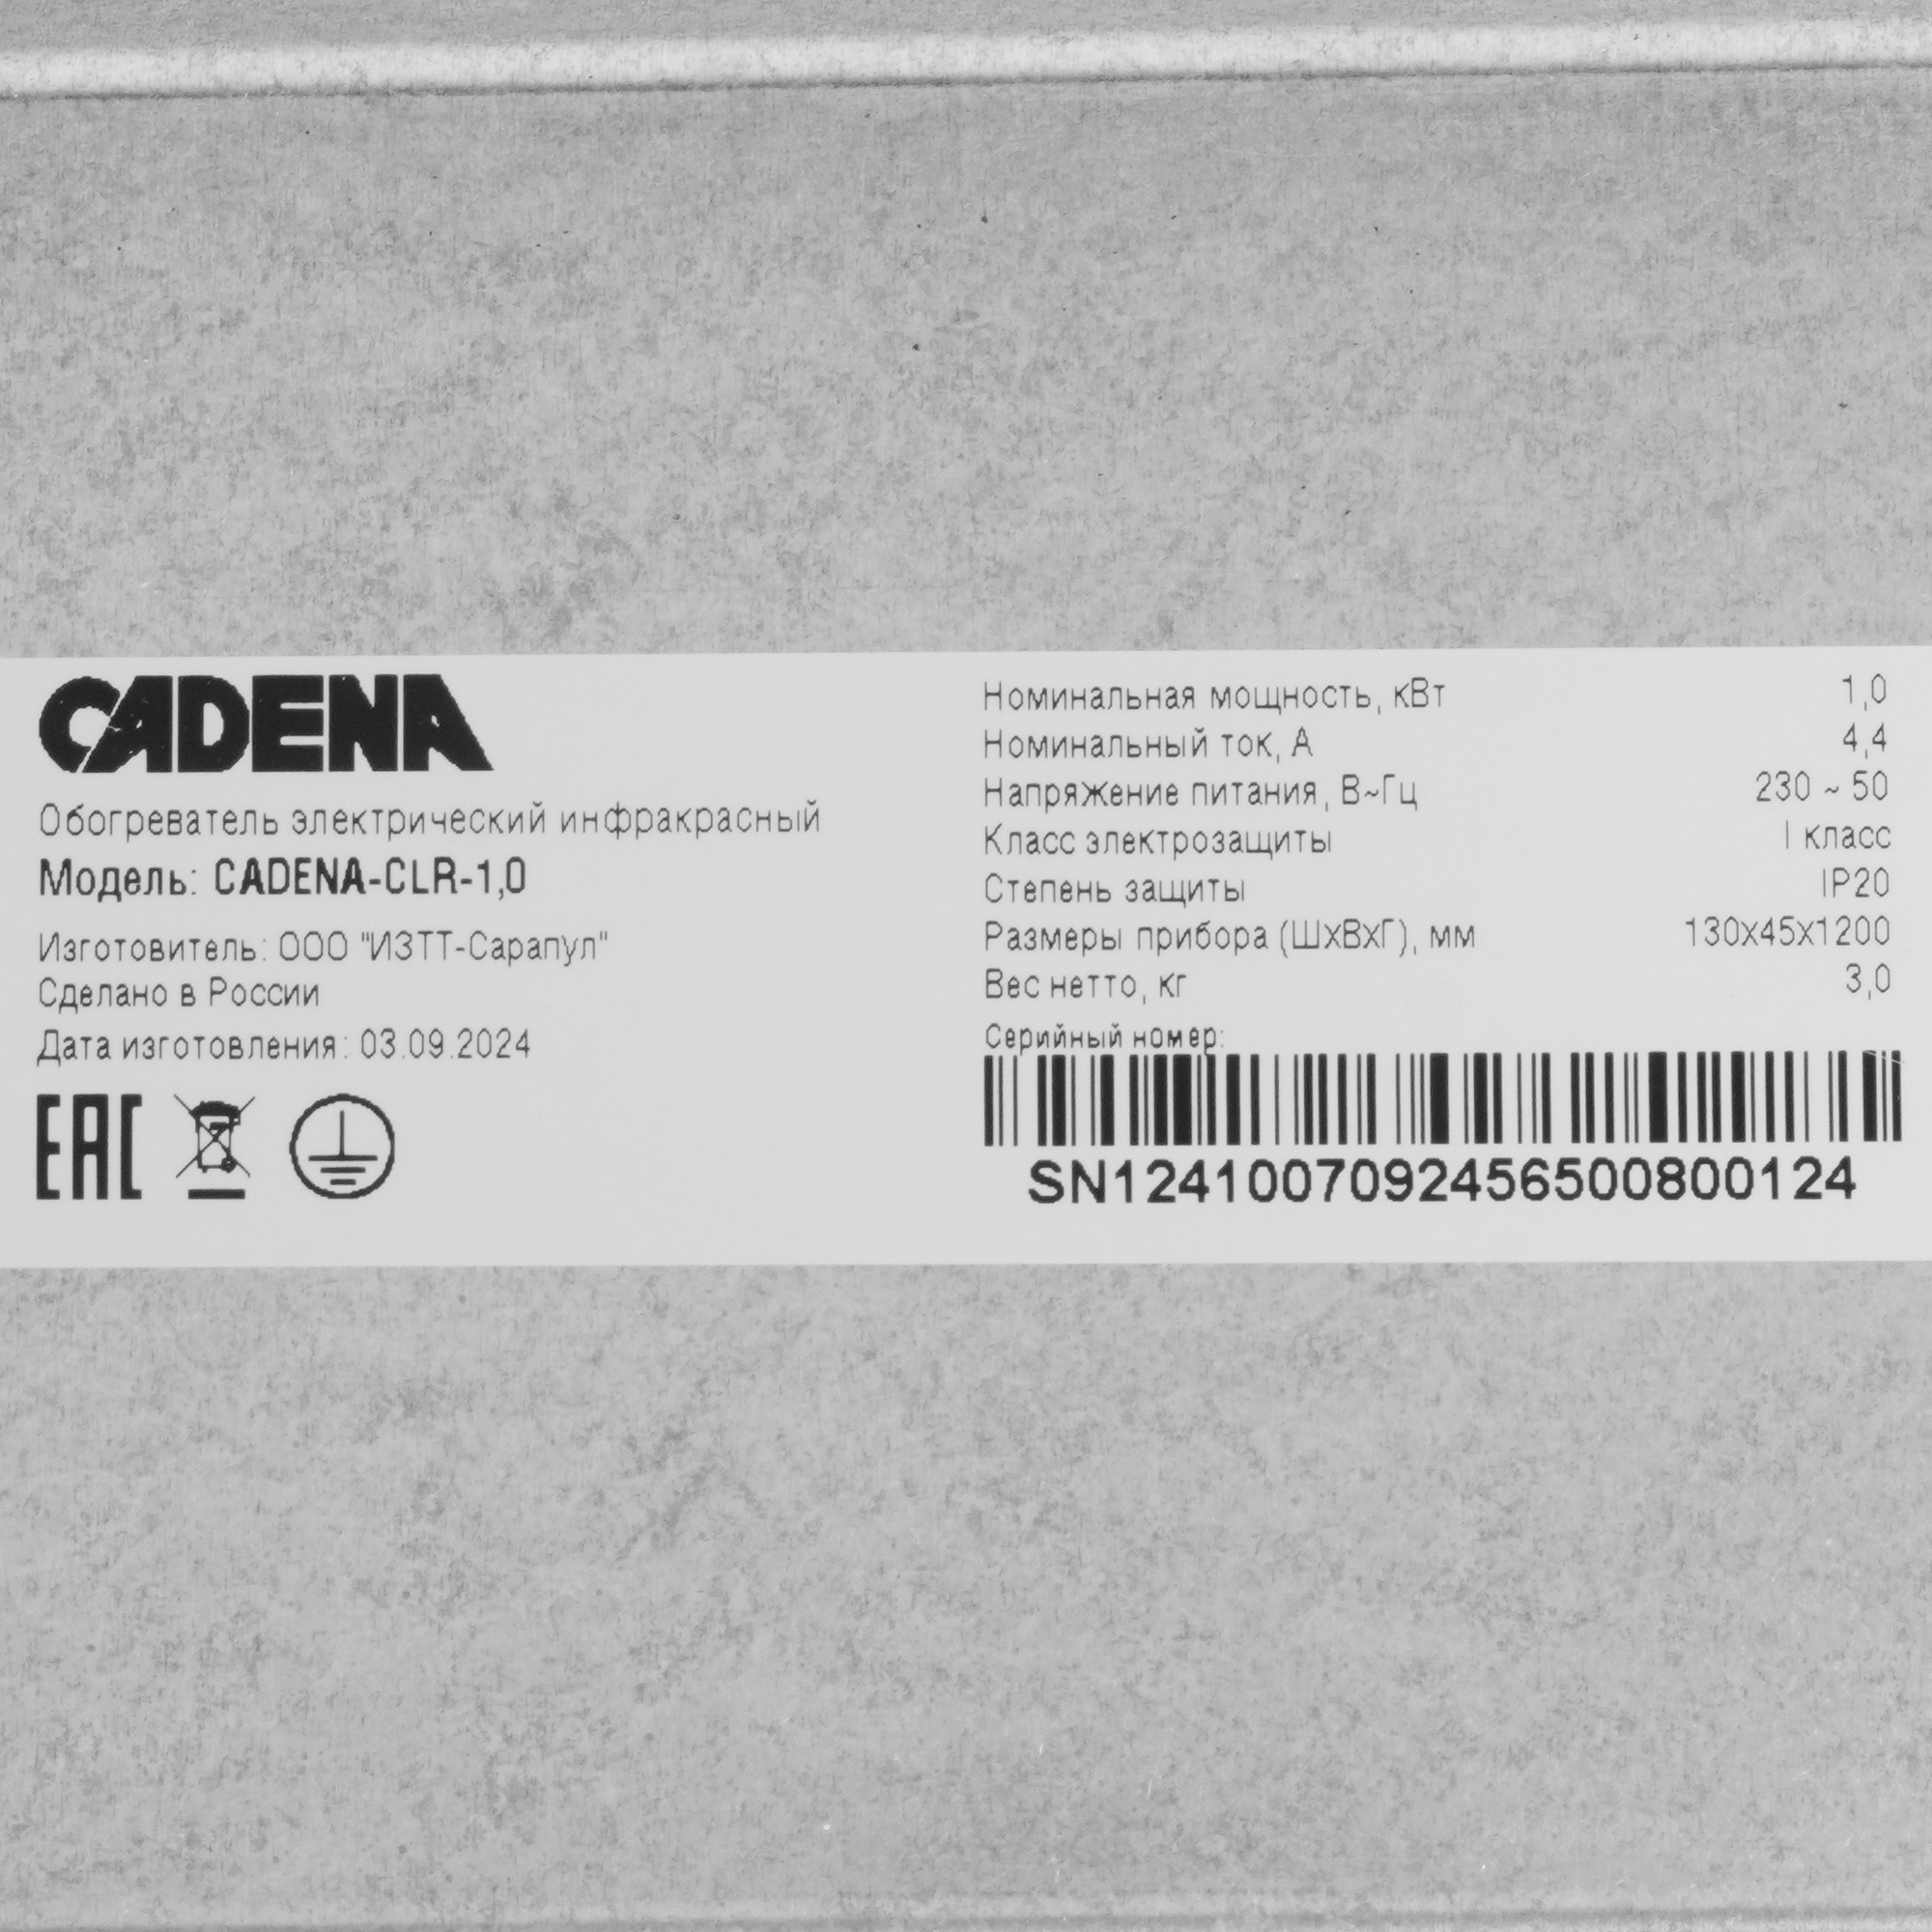 CADENA
Обогреватель электрический инфракрасный
Модель: CADENA-CLR-1,0
Изготовитель: ООО "ИЗТТ-Сарапул"
Сделано в России
Дата изготовления: 03.09.2024
EAC
Номинальная мощность, кВт 1,0
Номинальный ток, А 4,4
Напряжение питания, В~Гц 230 ~ 50
Класс электрозащиты I класс
Степень защиты IP20
Размеры прибора (ШхВхГ), мм 130x45x1200
Вес нетто, кг 3,0
Серийный номер:
SN1241007092456500800124